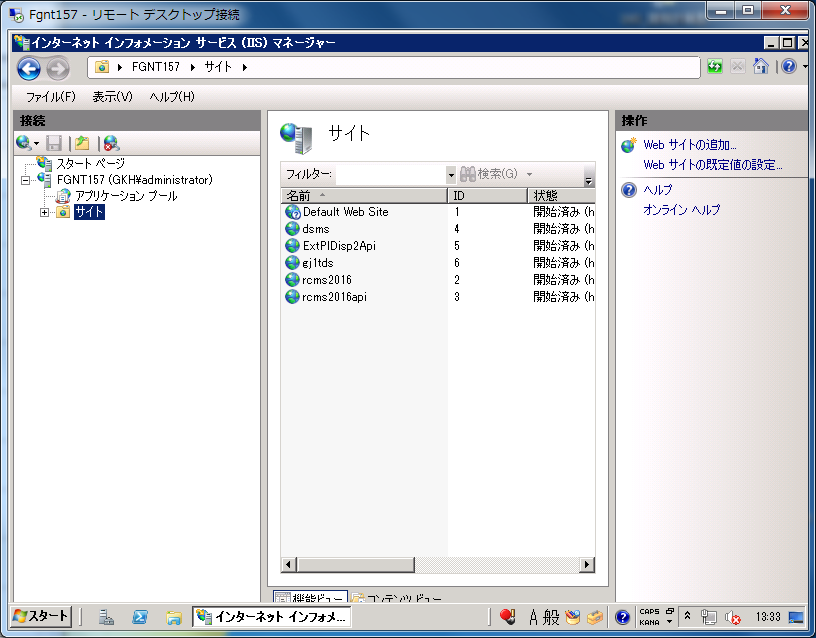 Fgnt157 - リモート デスクトップ接続
インターネット インフォメーション サービス (IIS) マネージャー
FGNT157 サイト
ファイル(F) 表示(V) ヘルプ(H)
接続
スタート ページ
FGNT157 (GKH¥administrator)
アプリケーション プール
サイト
サイト
フィルター: 検索(G)
名前 ID 状態
Default Web Site 1 開始済み (h
dsms 4 開始済み (h
ExtPIDisp2Api 5 開始済み (h
gj1tds 6 開始済み (h
rcms2016 2 開始済み (h
rcms2016api 3 開始済み (h
機能ビュー コンテンツ ビュー
操作
Web サイトの追加...
Web サイトの既定値の設定...
ヘルプ
オンライン ヘルプ
スタート インターネット インフォメ... A 般 CAPS KANA 13:33